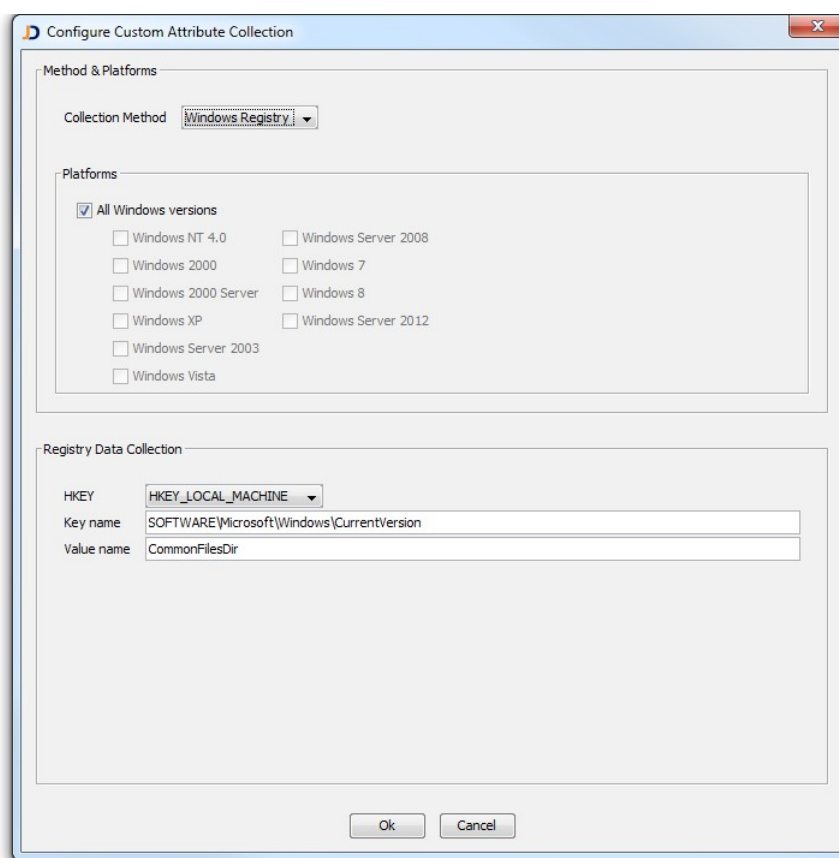 Configure Custom Attribute Collection
Method & Platforms
Collection Method Windows Registry
Platforms
All Windows versions
Windows NT 4.0 Windows Server 2008
Windows 2000 Windows 7
Windows 2000 Server Windows 8
Windows XP Windows Server 2012
Windows Server 2003
Windows Vista
Registry Data Collection
HKEY HKEY_LOCAL_MACHINE
Key name SOFTWARE\Microsoft\Windows\CurrentVersion
Value name CommonFilesDir
Ok Cancel